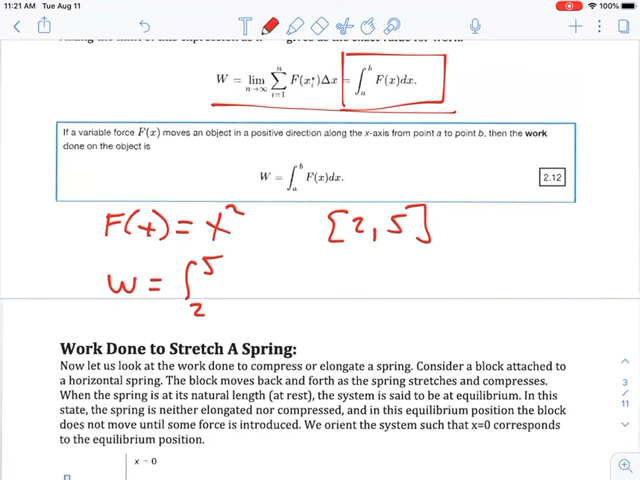 11:21 AM Tue Aug 11
100%
W = lim n→∞ n∑i=1 F(xᵢ*)Δx = ∫ₐᵇ F(x)dx.
If a variable force F(x) moves an object in a positive direction along the x-axis from point a to point b, then the work
done on the object is
W = ∫ₐᵇ F(x)dx.
2.12
F(x) = x² [2, 5]
W = ∫₂⁵
Work Done to Stretch A Spring:
Now let us look at the work done to compress or elongate a spring. Consider a block attached to
a horizontal spring. The block moves back and forth as the spring stretches and compresses.
When the spring is at its natural length (at rest), the system is said to be at equilibrium. In this
state, the spring is neither elongated nor compressed, and in this equilibrium position the block
does not move until some force is introduced. We orient the system such that x=0 corresponds
to the equilibrium position.
x = 0
3
/
11